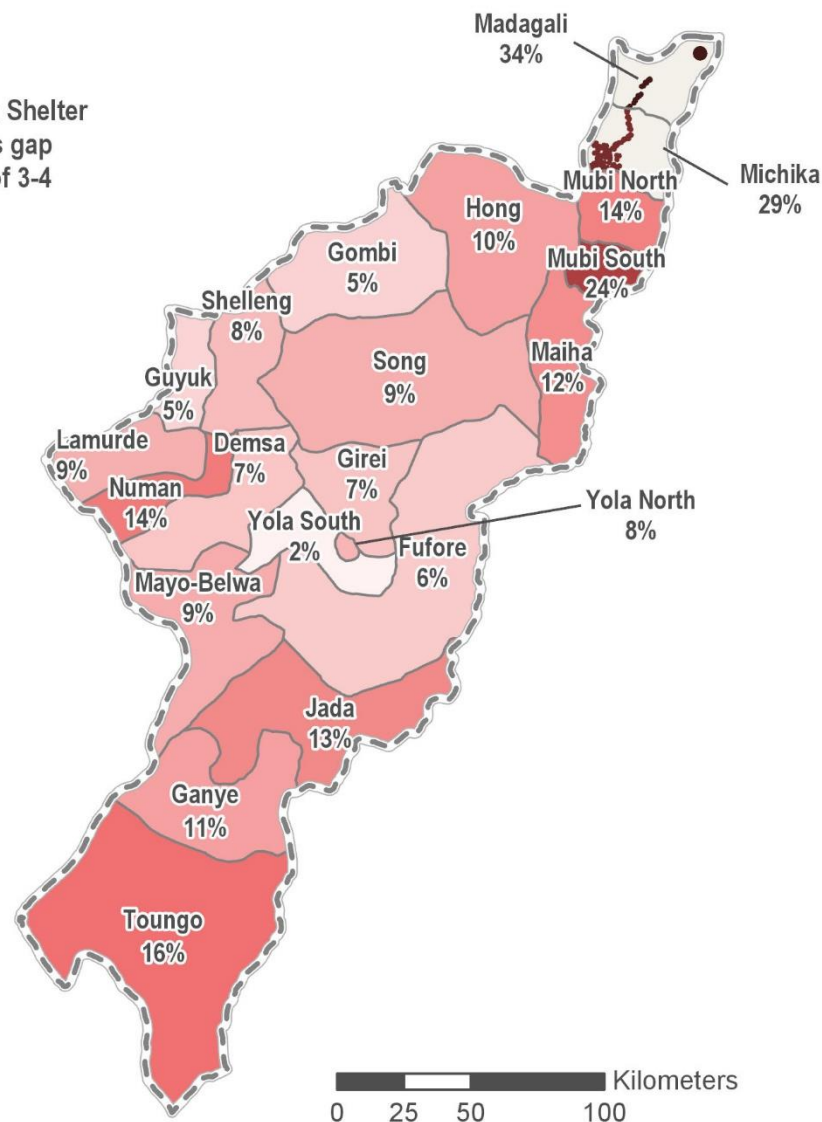 Madagali
34%
Shelter
s gap
of 3-4
Michika
29%
Mubi North
14%
Hong
10%
Gombi
5%
Mubi South
24%
Shelleng
8%
Maiha
12%
Song
9%
Guyuk
5%
Lamurde
9%
Demsa
7%
Girei
7%
Numan
14%
Yola North
8%
Yola South
2%
Fufore
6%
Mayo-Belwa
9%
Jada
13%
Ganye
11%
Toungo
16%
Kilometers
0 25 50 100